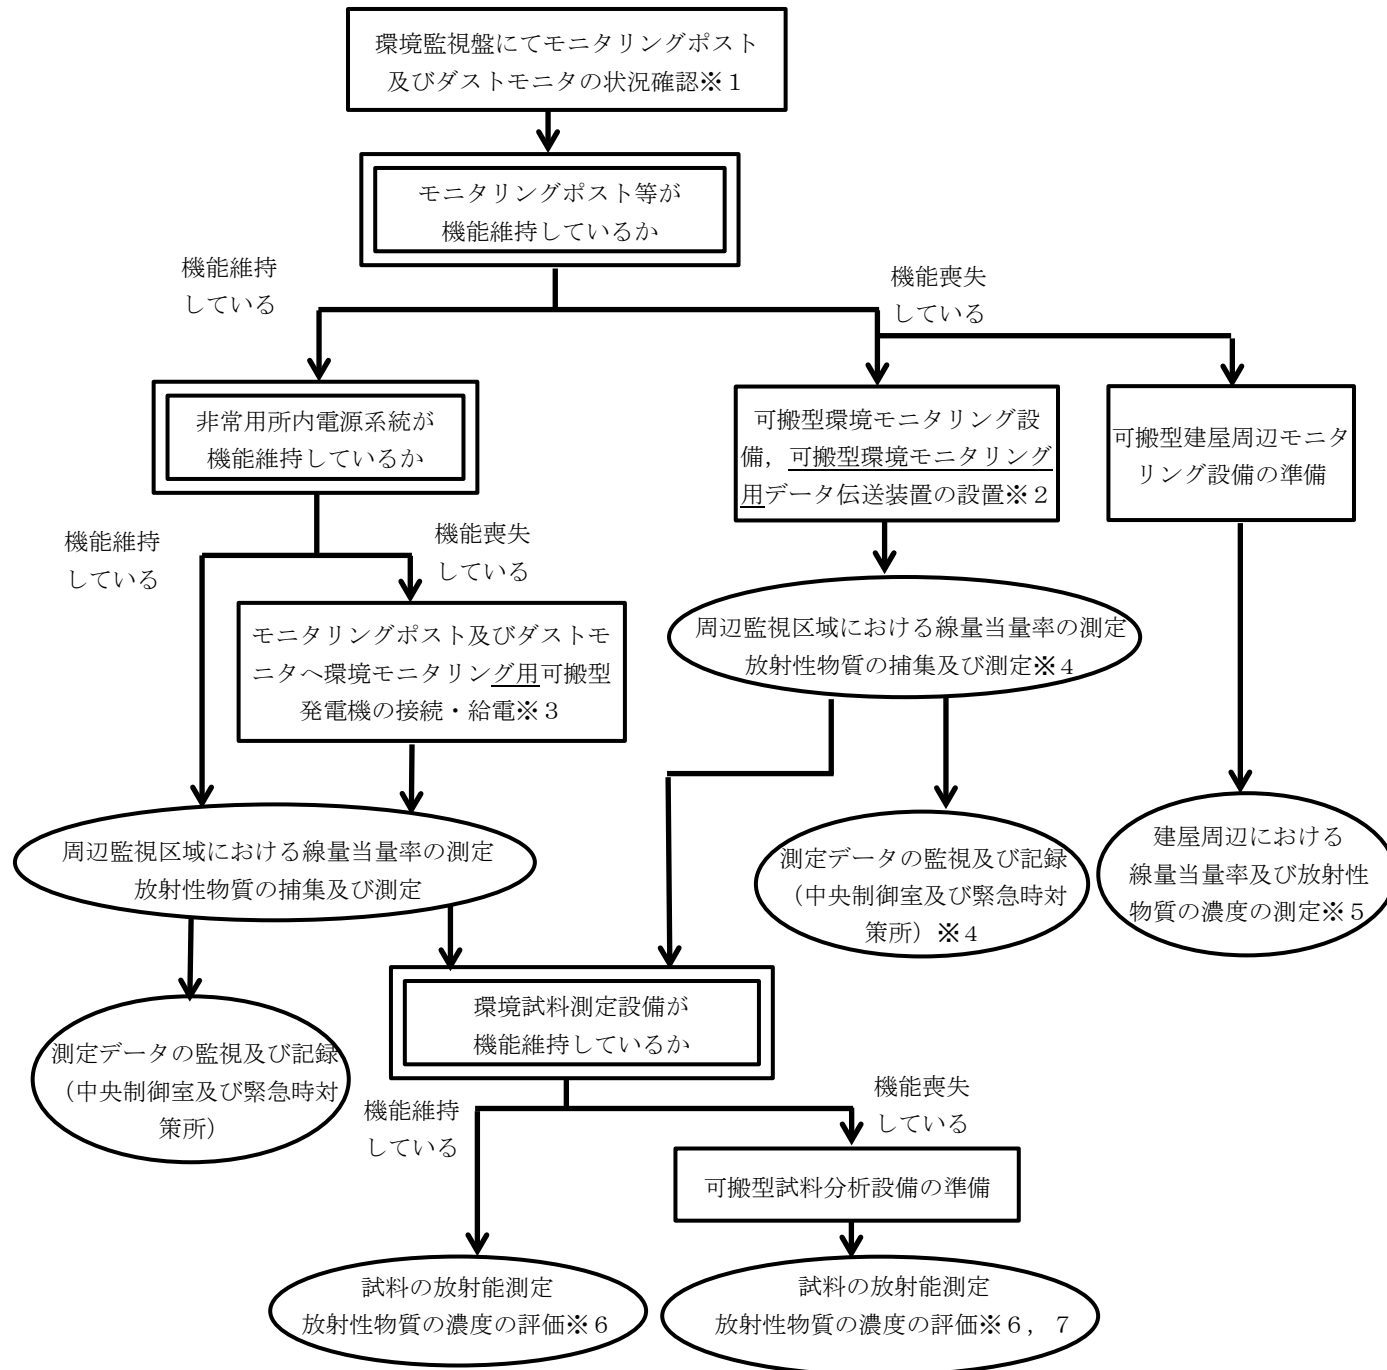 環境監視盤にてモニタリングポスト
及びダストモニタの状況確認※１
モニタリングポスト等が
機能維持しているか
機能維持
している
機能喪失
している
非常用所内電源系統が
機能維持しているか
可搬型環境モニタリング設
備，可搬型環境モニタリング
用データ伝送装置の設置※２
可搬型建屋周辺モニタ
リング設備の準備
機能維持
している
機能喪失
している
モニタリングポスト及びダストモ
ニタへ環境モニタリング用可搬型
発電機の接続・給電※３
周辺監視区域における線量当量率の測定
放射性物質の捕集及び測定※４
周辺監視区域における線量当量率の測定
放射性物質の捕集及び測定
測定データの監視及び記録
（中央制御室及び緊急時対
策所）※４
建屋周辺における
線量当量率及び放射性
物質の濃度の測定※５
測定データの監視及び記録
（中央制御室及び緊急時対
策所）
環境試料測定設備が
機能維持しているか
機能維持
している
機能喪失
している
可搬型試料分析設備の準備
試料の放射能測定
放射性物質の濃度の評価※６
試料の放射能測定
放射性物質の濃度の評価※６，７